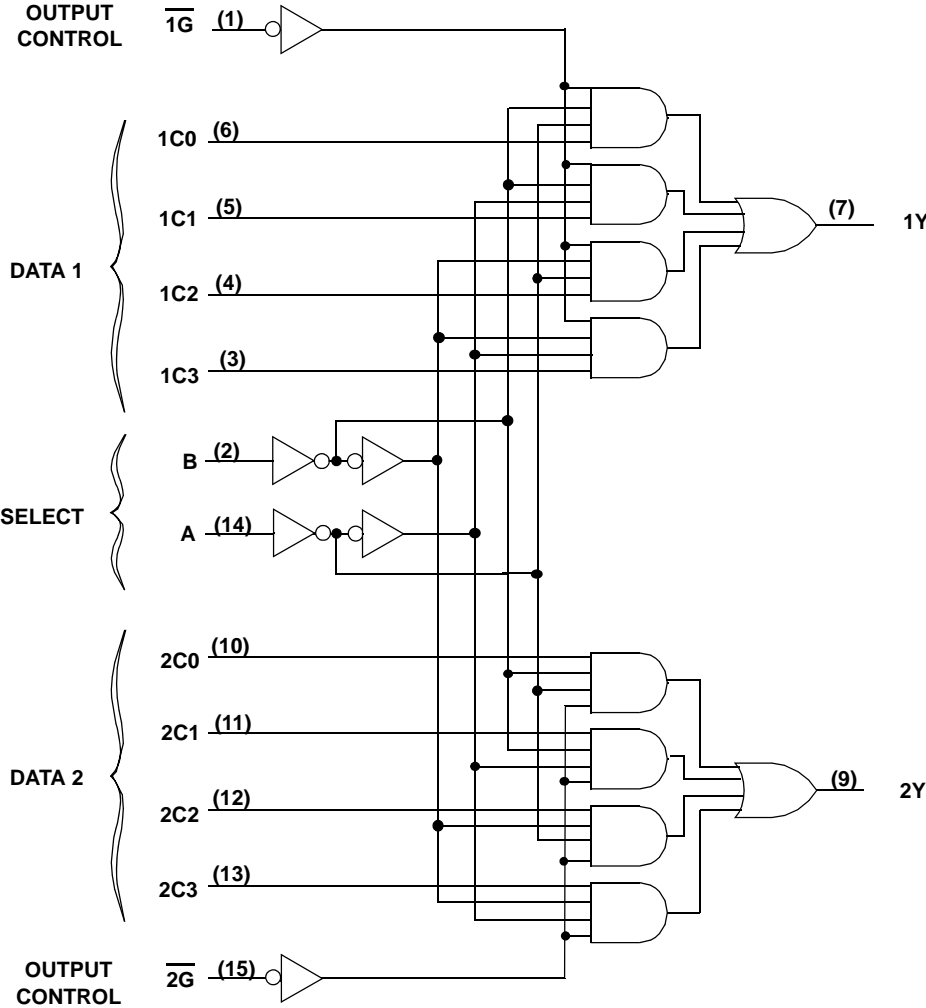 OUTPUT
CONTROL
1G (1)
1C0 (6)
1C1 (5)
(7) 1Y
DATA 1
1C2 (4)
1C3 (3)
B (2)
SELECT
A (14)
2C0 (10)
2C1 (11)
DATA 2
(9) 2Y
2C2 (12)
2C3 (13)
OUTPUT
CONTROL
2G (15)